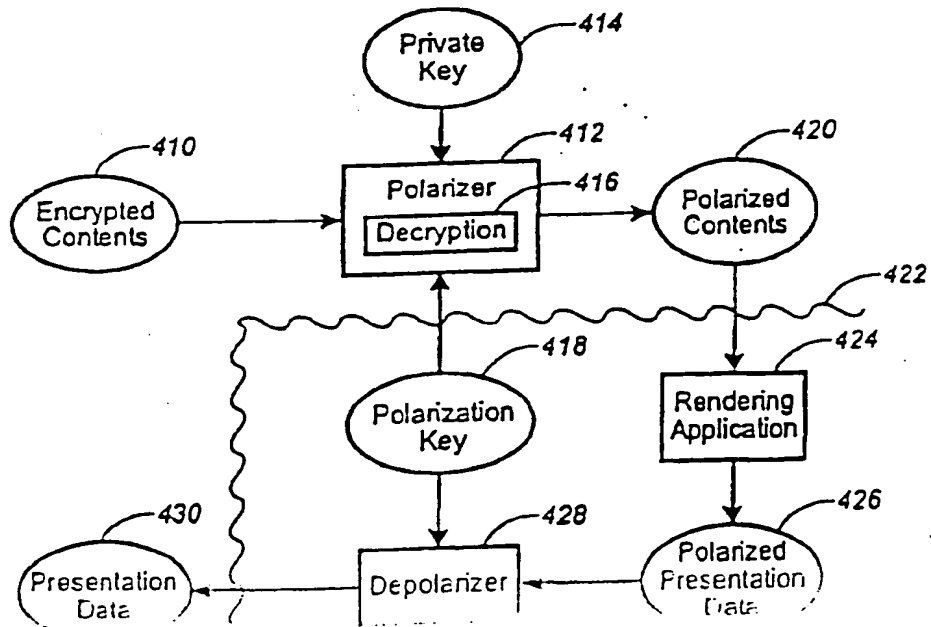 Private
Key
414
410
Encrypted
Contents
412
Polarizer
416
Decryption
420
Polarized
Contents
422
418
Polarization
Key
424
Rendering
Application
430
Presentation
Data
428
Depolarizer
426
Polarized
Presentation
Data